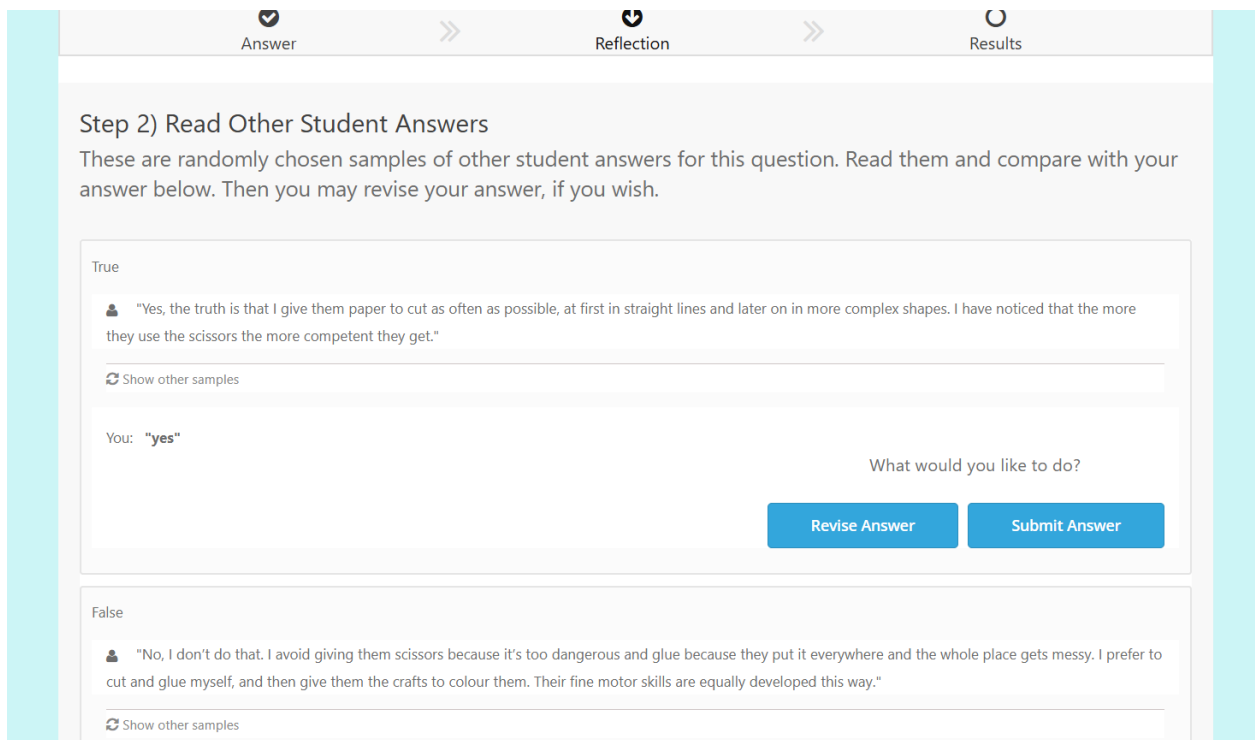 Answer
Reflection
Results
Step 2) Read Other Student Answers
These are randomly chosen samples of other student answers for this question. Read them and compare with your
answer below. Then you may revise your answer, if you wish.
True
"Yes, the truth is that I give them paper to cut as often as possible, at first in straight lines and later on in more complex shapes. I have noticed that the more
they use the scissors the more competent they get."
Show other samples
You: "yes"
What would you like to do?
Revise Answer
Submit Answer
False
"No, I don't do that. I avoid giving them scissors because it's too dangerous and glue because they put it everywhere and the whole place gets messy. I prefer to
cut and glue myself, and then give them the crafts to colour them. Their fine motor skills are equally developed this way."
Show other samples